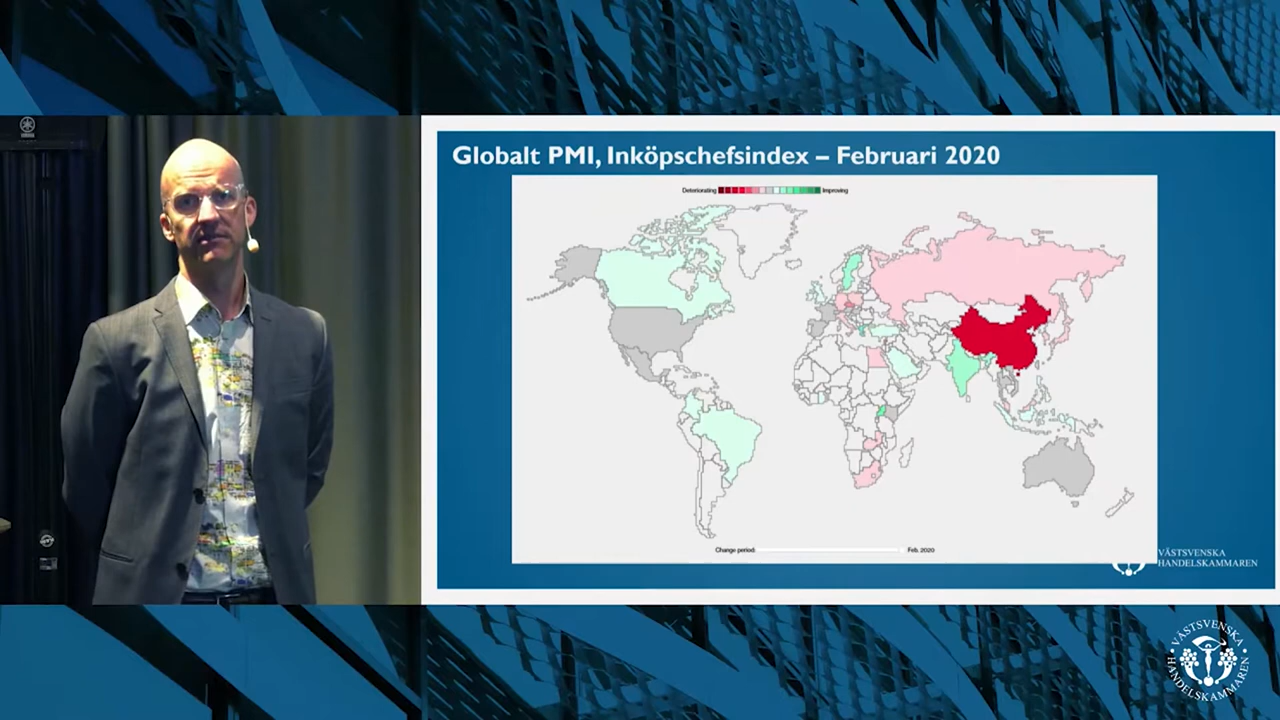 Globalt PMI, Inköpschefsindex – Februari 2020
Deteriorating
Improving
Change period:
Feb, 2020
VÄSTSVENSKA
HANDELSKAMMAREN
VÄSTSVENSKA
HANDELSKAMMAREN